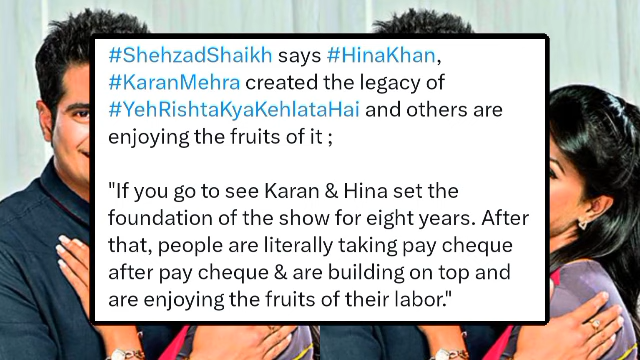 #ShehzadShaikh says #HinaKhan,
#KaranMehra created the legacy of
#YehRishtaKyaKehlataHai and others are
enjoying the fruits of it ;
"If you go to see Karan & Hina set the
foundation of the show for eight years. After
that, people are literally taking pay cheque
after pay cheque & are building on top and
are enjoying the fruits of their labor."